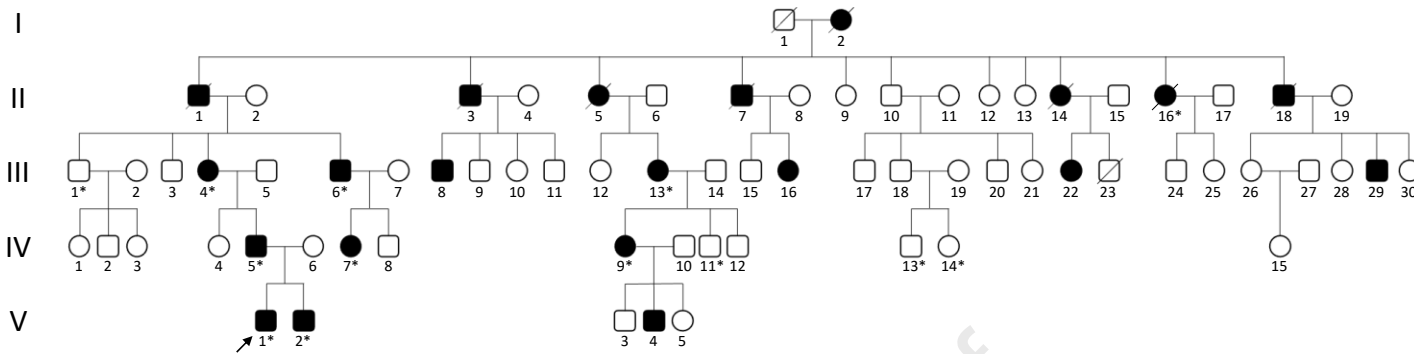 I
1 2
II
1 2 3 4 5 6 7 8 9 10 11 12 13 14 15 16* 17 18 19
III
1* 2 3 4* 5 6* 7 8 9 10 11 12 13* 14 15 16 17 18 19 20 21 22 23 24 25 26 27 28 29 30
IV
1 2 3 4 5* 6 7* 8 9* 10 11* 12 13* 14* 15
V
1* 2* 3 4 5
c